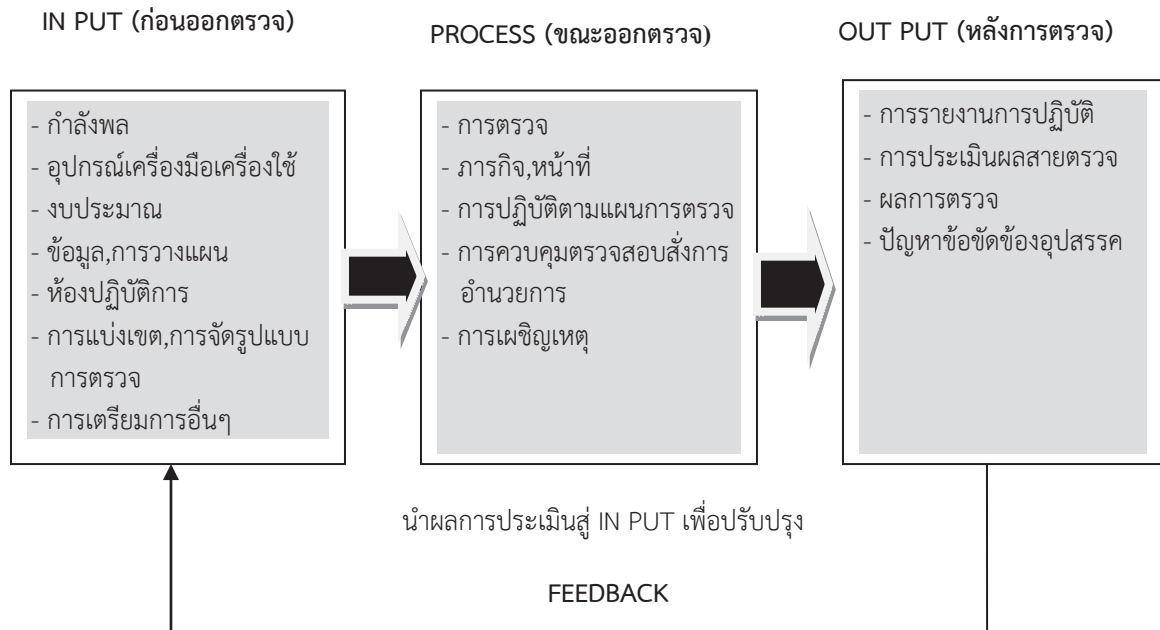 IN PUT (ก่อนออกตรวจ)
- กำลังพล
- อุปกรณ์เครื่องมือเครื่องใช้
- งบประมาณ
- ข้อมูล,การวางแผน
- ห้องปฏิบัติการ
- การแบ่งเขต,การจัดรูปแบบ
การตรวจ
- การเตรียมการอื่นๆ
PROCESS (ขณะออกตรวจ)
- การตรวจ
- ภารกิจ,หน้าที่
- การปฏิบัติตามแผนการตรวจ
- การควบคุมตรวจสอบสั่งการ
อำนวยการ
- การเผชิญเหตุ
OUT PUT (หลังการตรวจ)
- การรายงานการปฏิบัติ
- การประเมินผลสายตรวจ
- ผลการตรวจ
- ปัญหาข้อขัดข้องอุปสรรค
นำผลการประเมินสู่ IN PUT เพื่อปรับปรุง
FEEDBACK